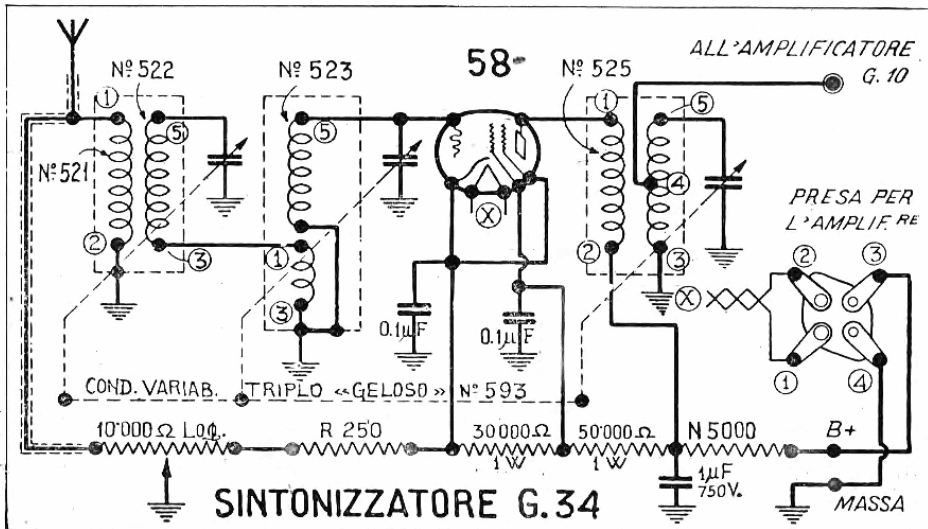 ALL'AMPLIFICATORE
G. 10
58
Nº 522
Nº 523
Nº 525
① ⑤ ⑤ ① ⑤
Nº 521
④
PRESA PER
L'AMPLIF.RE
② ③ ① Ⓧ ② ③
② ③
③ Ⓧ
0.1µF
0.1µF
① ④
COND. VARIAB. TRIPLO «GELOSO» Nº 593
10'000 Ω LOG.
R 250
30'000 Ω
1 W
50'000 Ω
1 W
N 5000
B+
1µF
750V.
MASSA
SINTONIZZATORE G.34